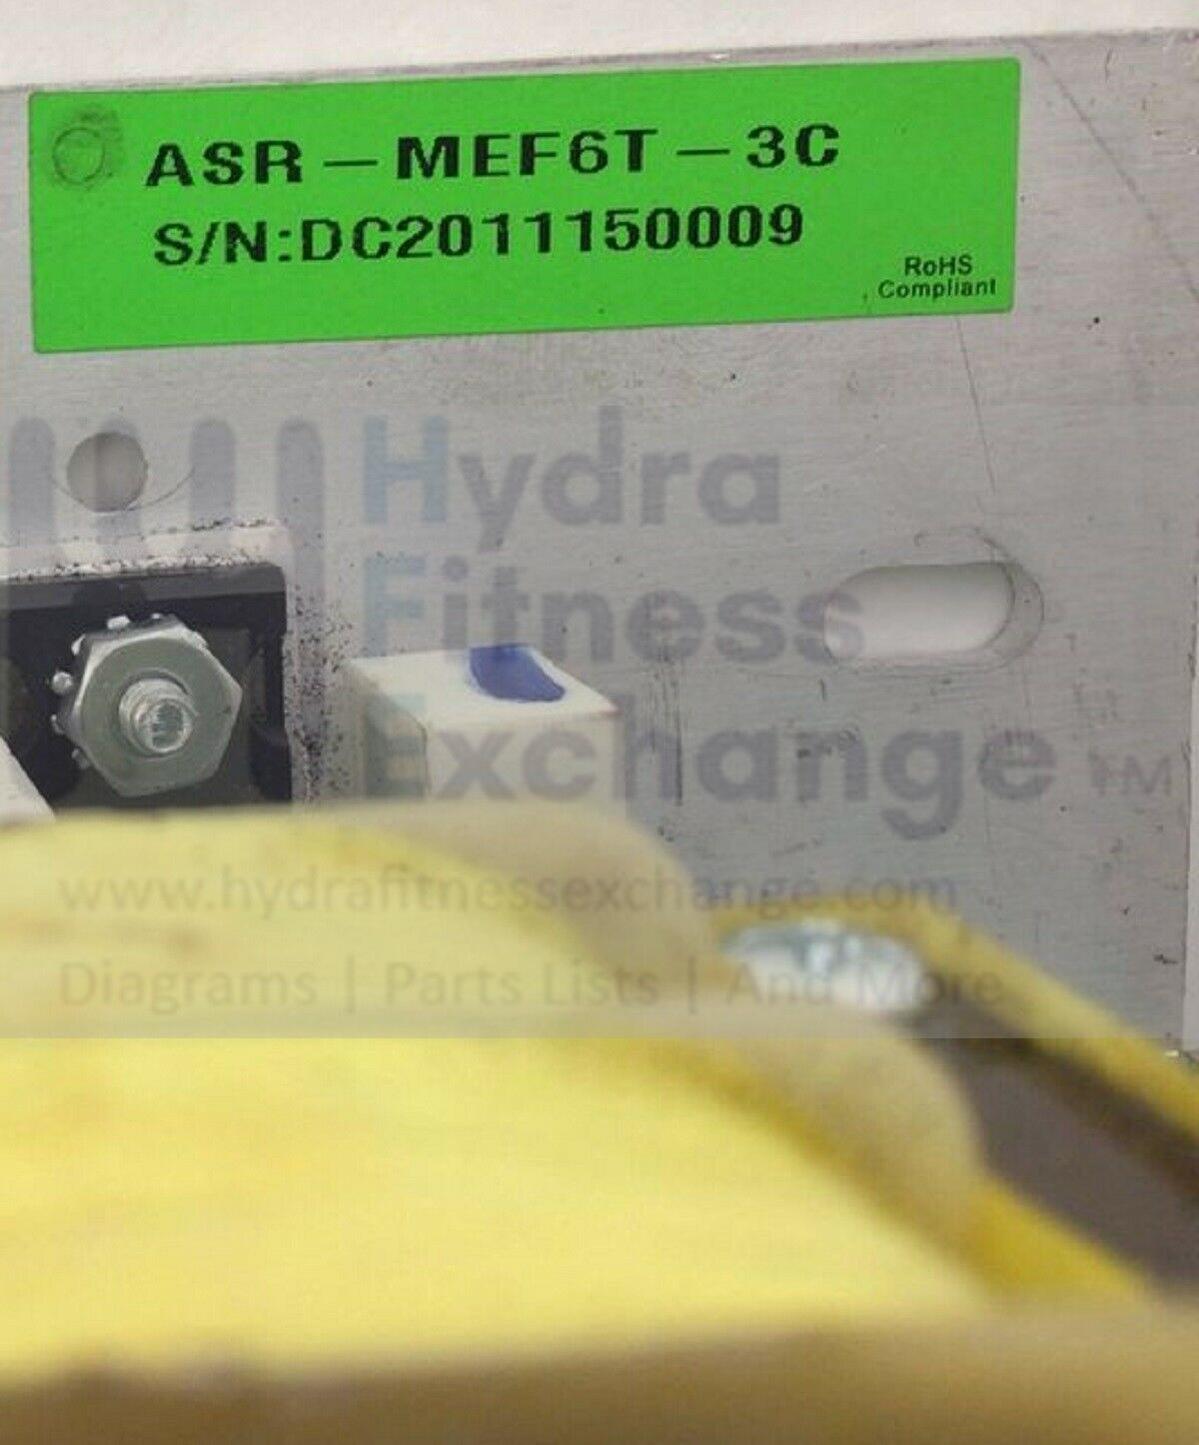 ASR – MEF6T – 3C
S/N:DC2011150009
RoHS
Compliant
Hydra
Fitness
Exchange TM
www.hydrafitnessexchange.com
Diagrams | Parts Lists | And More